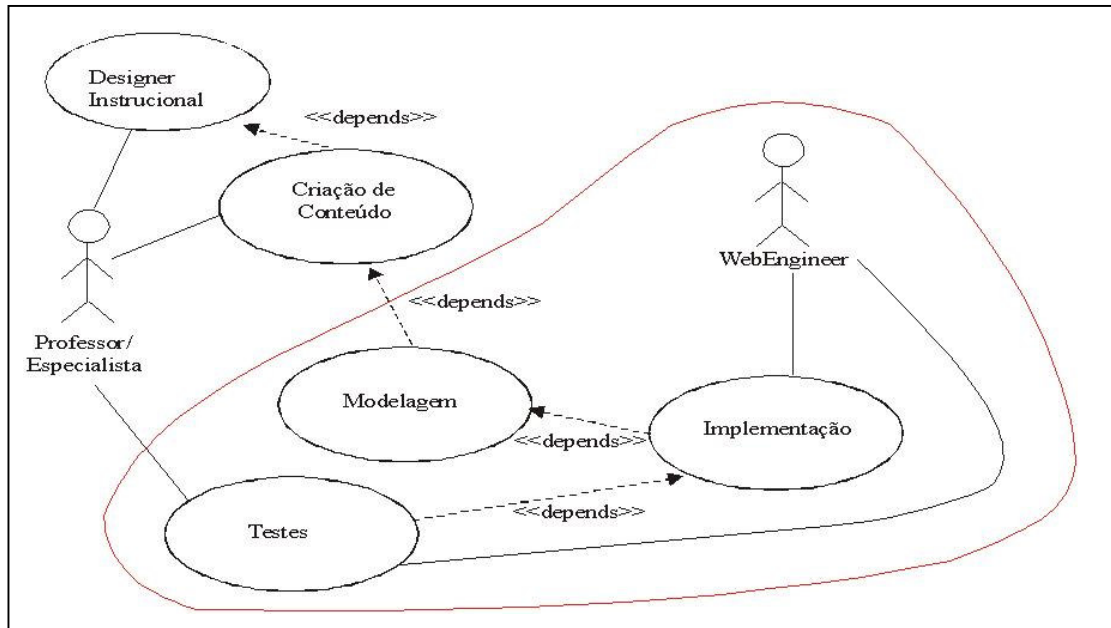 Designer
Instrucional
<<depends>>
Criação de
Conteúdo
WebEngineer
<<depends>>
Professor/
Especialista
Modelagem
Implementação
<<depends>>
<<depends>>
Testes